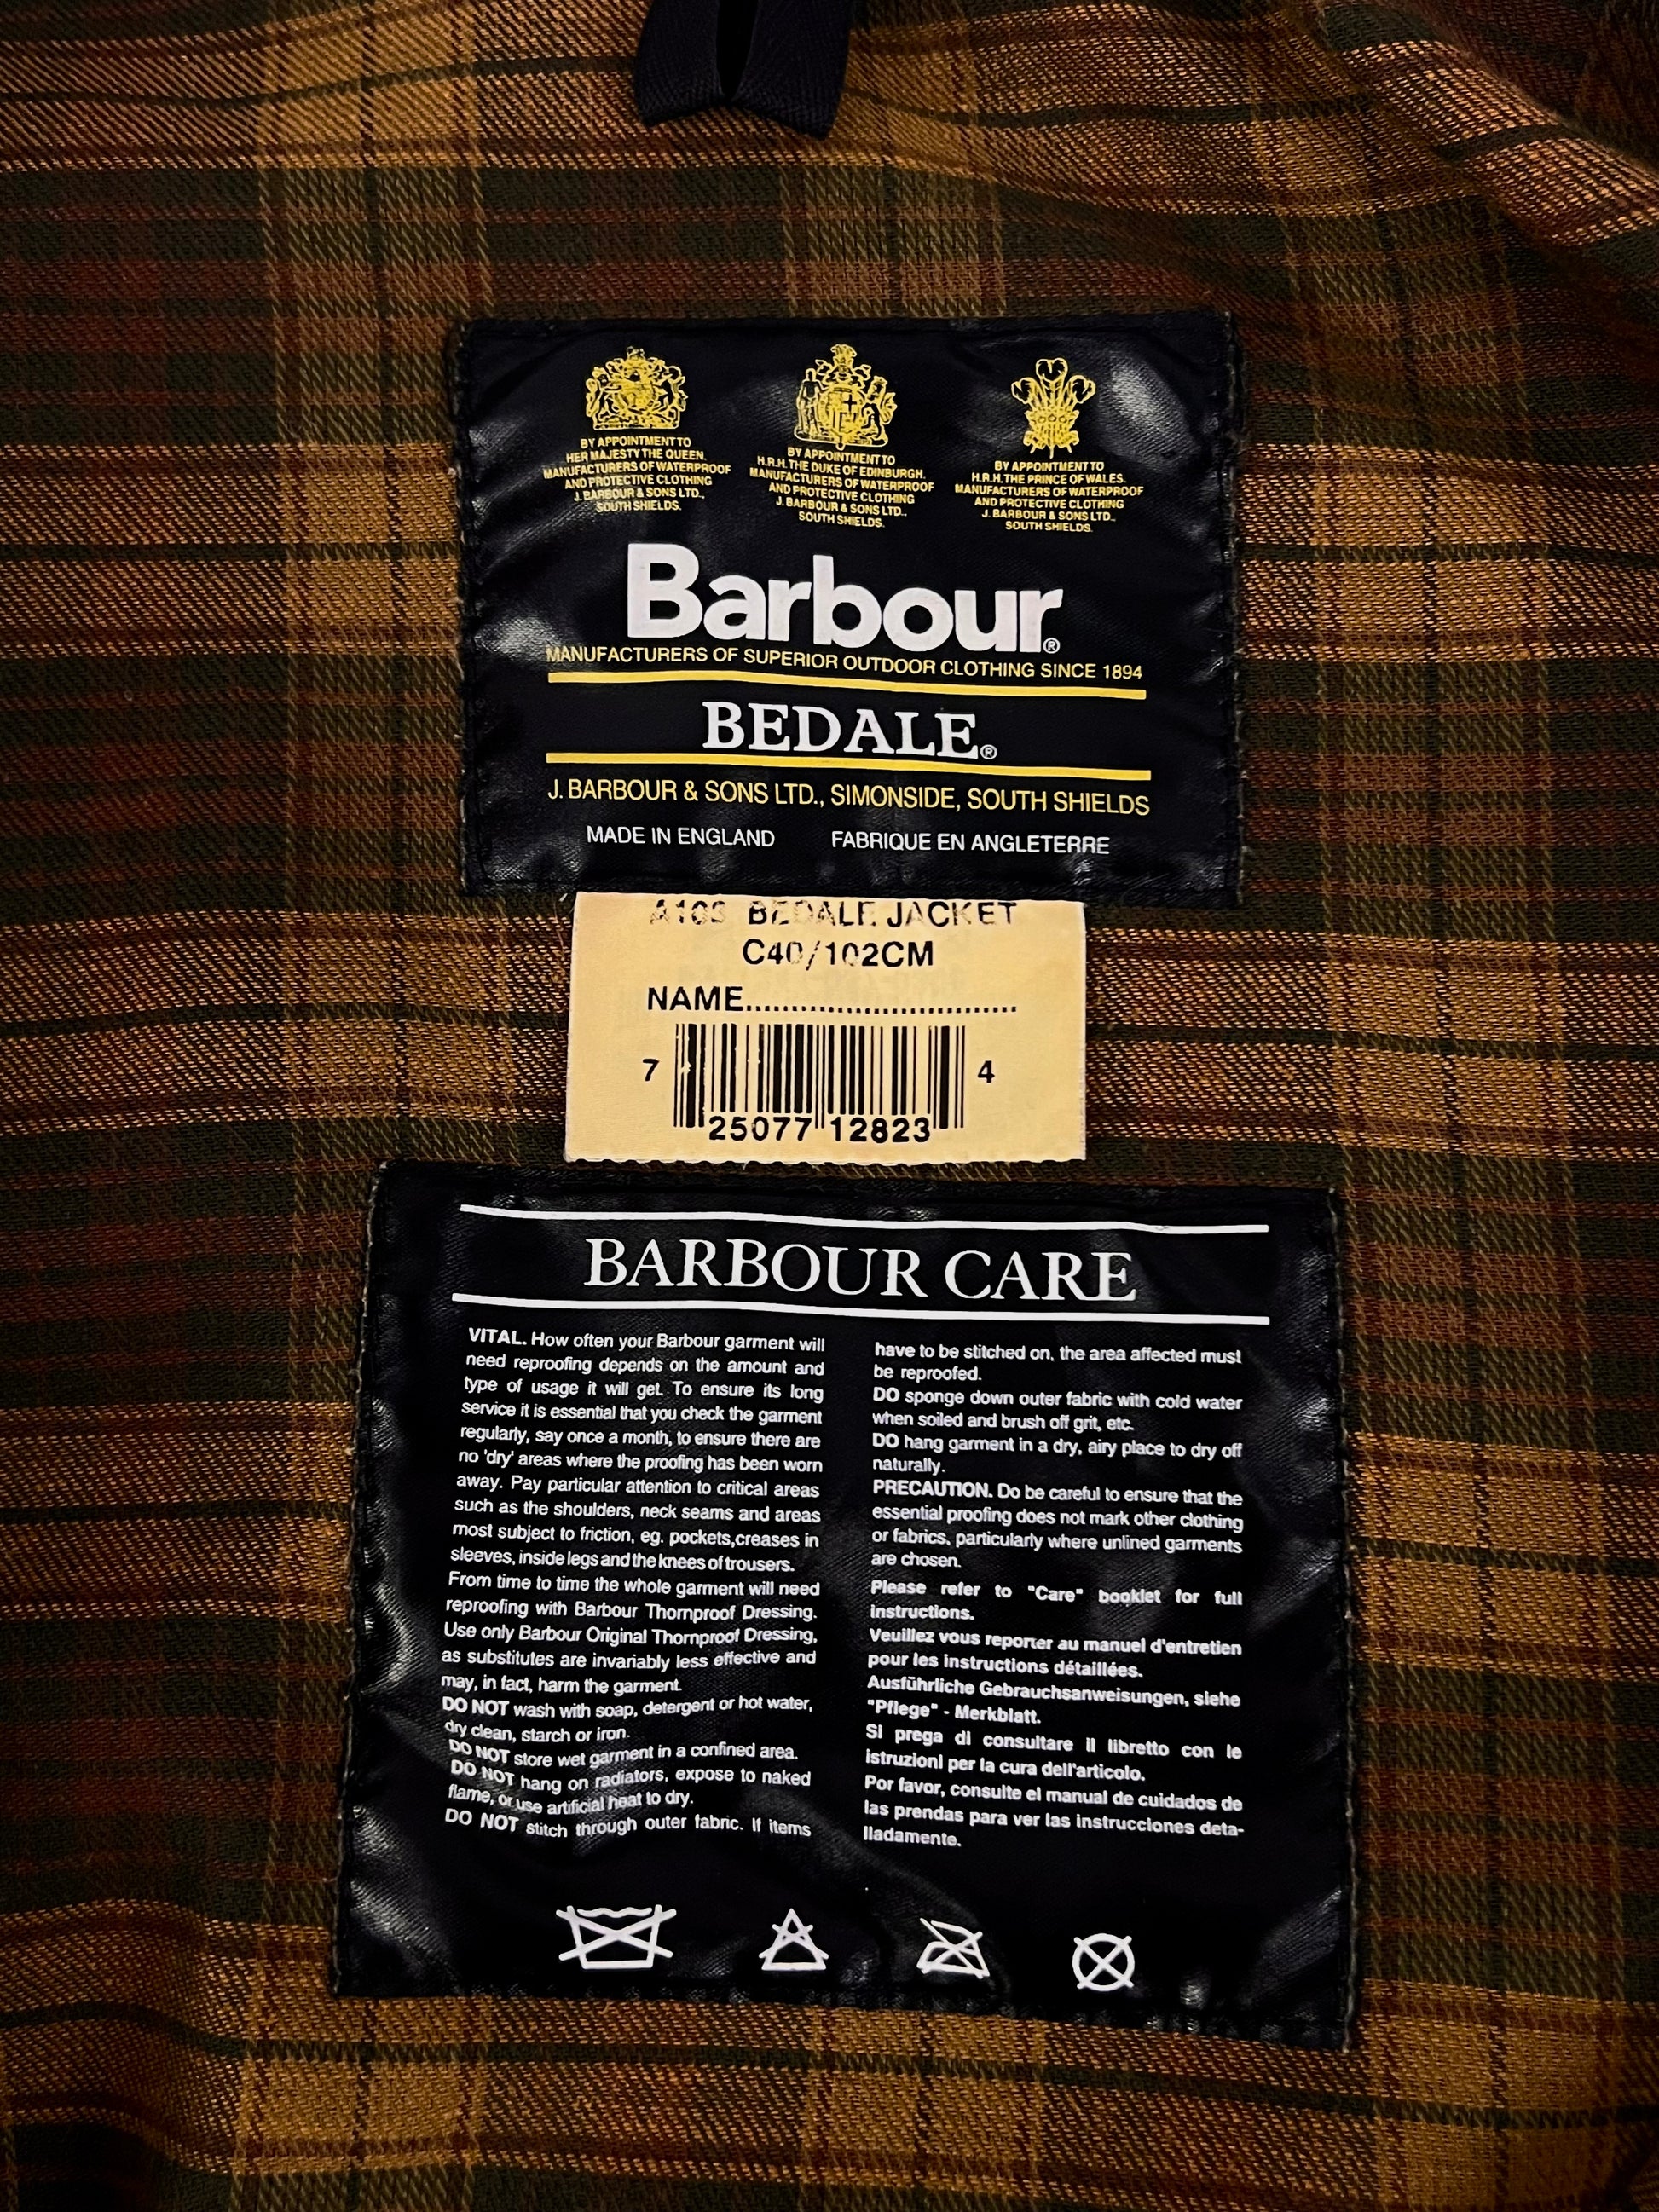 BY APPOINTMENT TO
HER MAJESTY THE QUEEN.
MANUFACTURERS OF WATERPROOF
AND PROTECTIVE CLOTHING
J. BARBOUR & SONS LTD.,
SOUTH SHIELDS.
BY APPOINTMENT TO
H.R.H. THE DUKE OF EDINBURGH.
MANUFACTURERS OF WATERPROOF
AND PROTECTIVE CLOTHING
J. BARBOUR & SONS LTD..
SOUTH SHIELDS.
BY APPOINTMENT TO
H.R.H. THE PRINCE OF WALES.
MANUFACTURERS OF WATERPROOF
AND PROTECTIVE CLOTHING
J. BARBOUR & SONS LTD..
SOUTH SHIELDS.
Barbour®
MANUFACTURERS OF SUPERIOR OUTDOOR CLOTHING SINCE 1894
BEDALE®
J. BARBOUR & SONS LTD., SIMONSIDE, SOUTH SHIELDS
MADE IN ENGLAND FABRIQUE EN ANGLETERRE
BEDALE JACKET
C40/102CM
NAME..............................
7 25077 12823 4
BARBOUR CARE
VITAL. How often your Barbour garment will
need reproofing depends on the amount and
type of usage it will get. To ensure its long
service it is essential that you check the garment
regularly, say once a month, to ensure there are
no 'dry' areas where the proofing has been worn
away. Pay particular attention to critical areas
such as the shoulders, neck seams and areas
most subject to friction, eg. pockets,creases in
sleeves, inside legs and the knees of trousers.
From time to time the whole garment will need
reproofing with Barbour Thornproof Dressing.
Use only Barbour Original Thornproof Dressing,
as substitutes are invariably less effective and
may, in fact, harm the garment.
DO NOT wash with soap, detergent or hot water,
dry clean, starch or iron.
DO NOT store wet garment in a confined area.
DO NOT hang on radiators, expose to naked
flame, or use artificial heat to dry.
DO NOT stitch through outer fabric. If items
have to be stitched on, the area affected must
be reproofed.
DO sponge down outer fabric with cold water
when soiled and brush off grit, etc.
DO hang garment in a dry, airy place to dry off
naturally.
PRECAUTION. Do be careful to ensure that the
essential proofing does not mark other clothing
or fabrics, particularly where unlined garments
are chosen.
Please refer to "Care" booklet for full
instructions.
Veuillez vous reporter au manuel d'entretien
pour les instructions détaillées.
Ausführliche Gebrauchsanweisungen, siehe
"Pflege" - Merkblatt.
Si prega di consultare il libretto con le
istruzioni per la cura dell'articolo.
Por favor, consulte el manual de cuidados de
las prendas para ver las instrucciones deta-
lladamente.